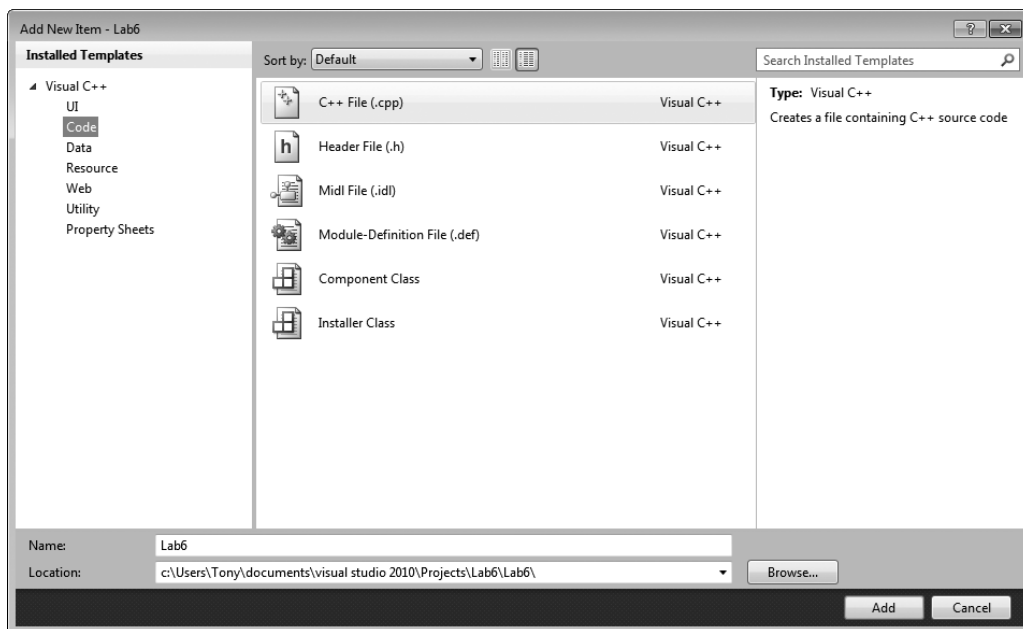 Add New Item - Lab6
Installed Templates
Visual C++
UI
Code
Data
Resource
Web
Utility
Property Sheets
Sort by: Default
C++ File (.cpp) Visual C++
Header File (.h) Visual C++
Midl File (.idl) Visual C++
Module-Definition File (.def) Visual C++
Component Class Visual C++
Installer Class Visual C++
Search Installed Templates
Type: Visual C++
Creates a file containing C++ source code
Name: Lab6
Location: c:\Users\Tony\documents\visual studio 2010\Projects\Lab6\Lab6\
Browse...
Add Cancel